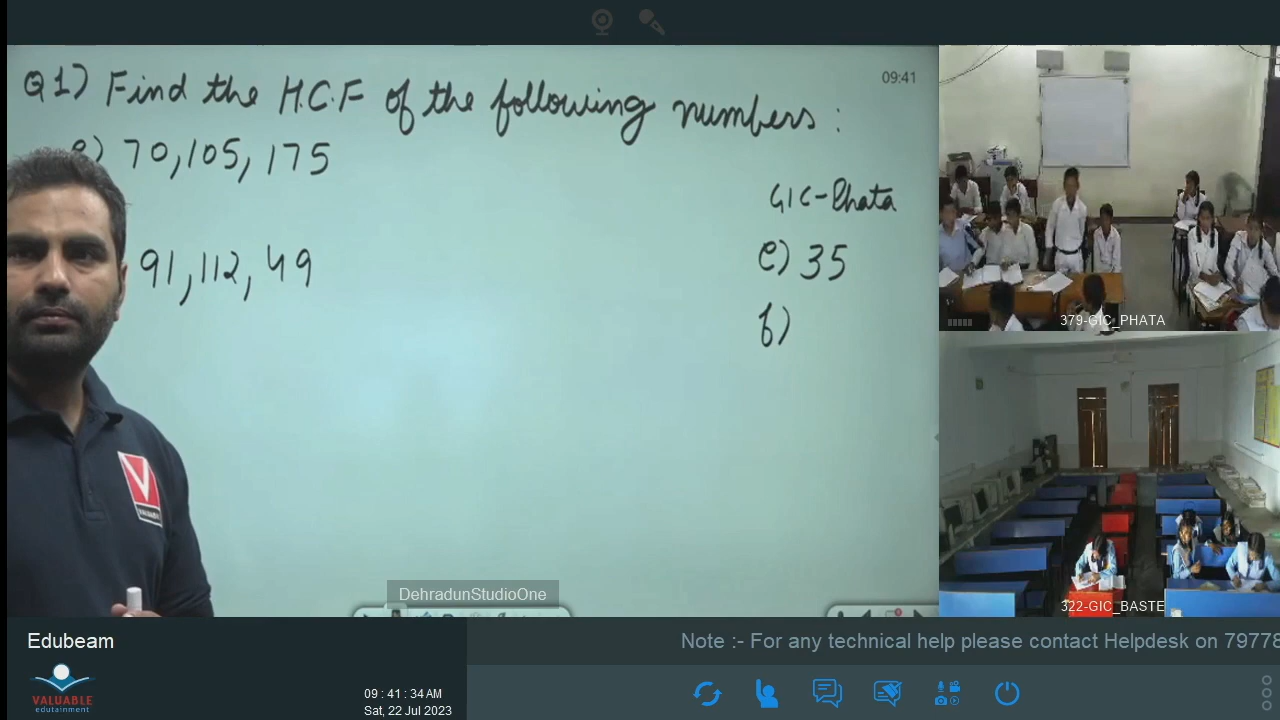 09:41
Q1) Find the H.C.F of the following numbers :
e) 70, 105, 175
GIC-Phata
91, 112, 49
e) 35
f)
379-GIC_PHATA
V
VALUABLE
DehradunStudioOne
322-GIC_BASTE
Edubeam
Note :- For any technical help please contact Helpdesk on 79778
VALUABLE
edutainment
09 : 41 : 34 AM
Sat, 22 Jul 2023